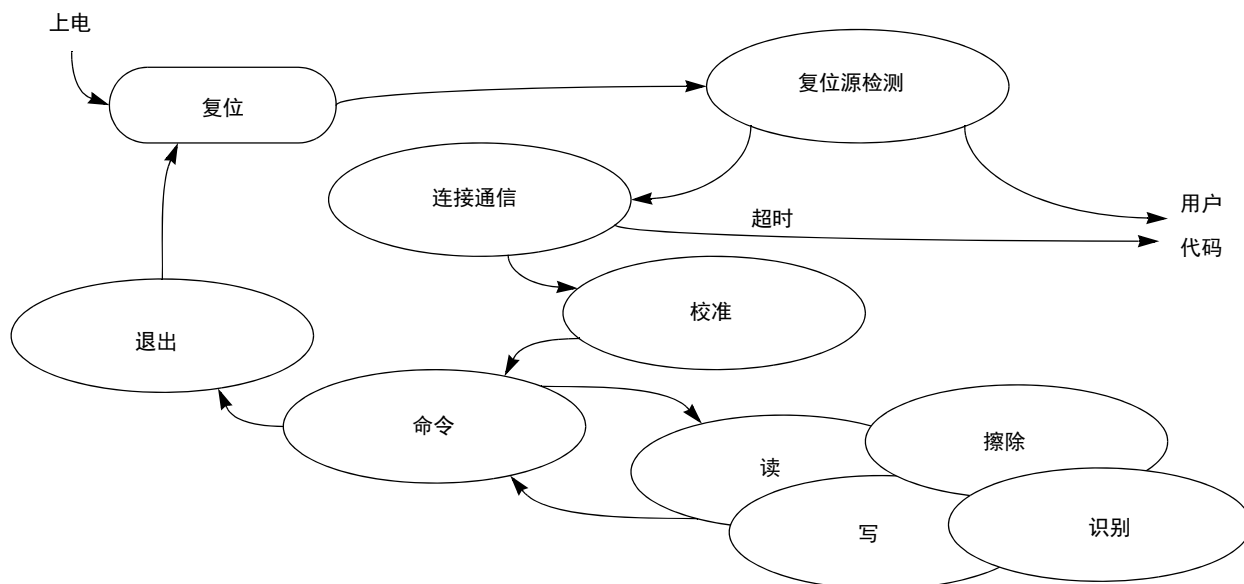 上电
复位
复位源检测
连接通信
超时
用户
代码
校准
退出
命令
读
擦除
写
识别